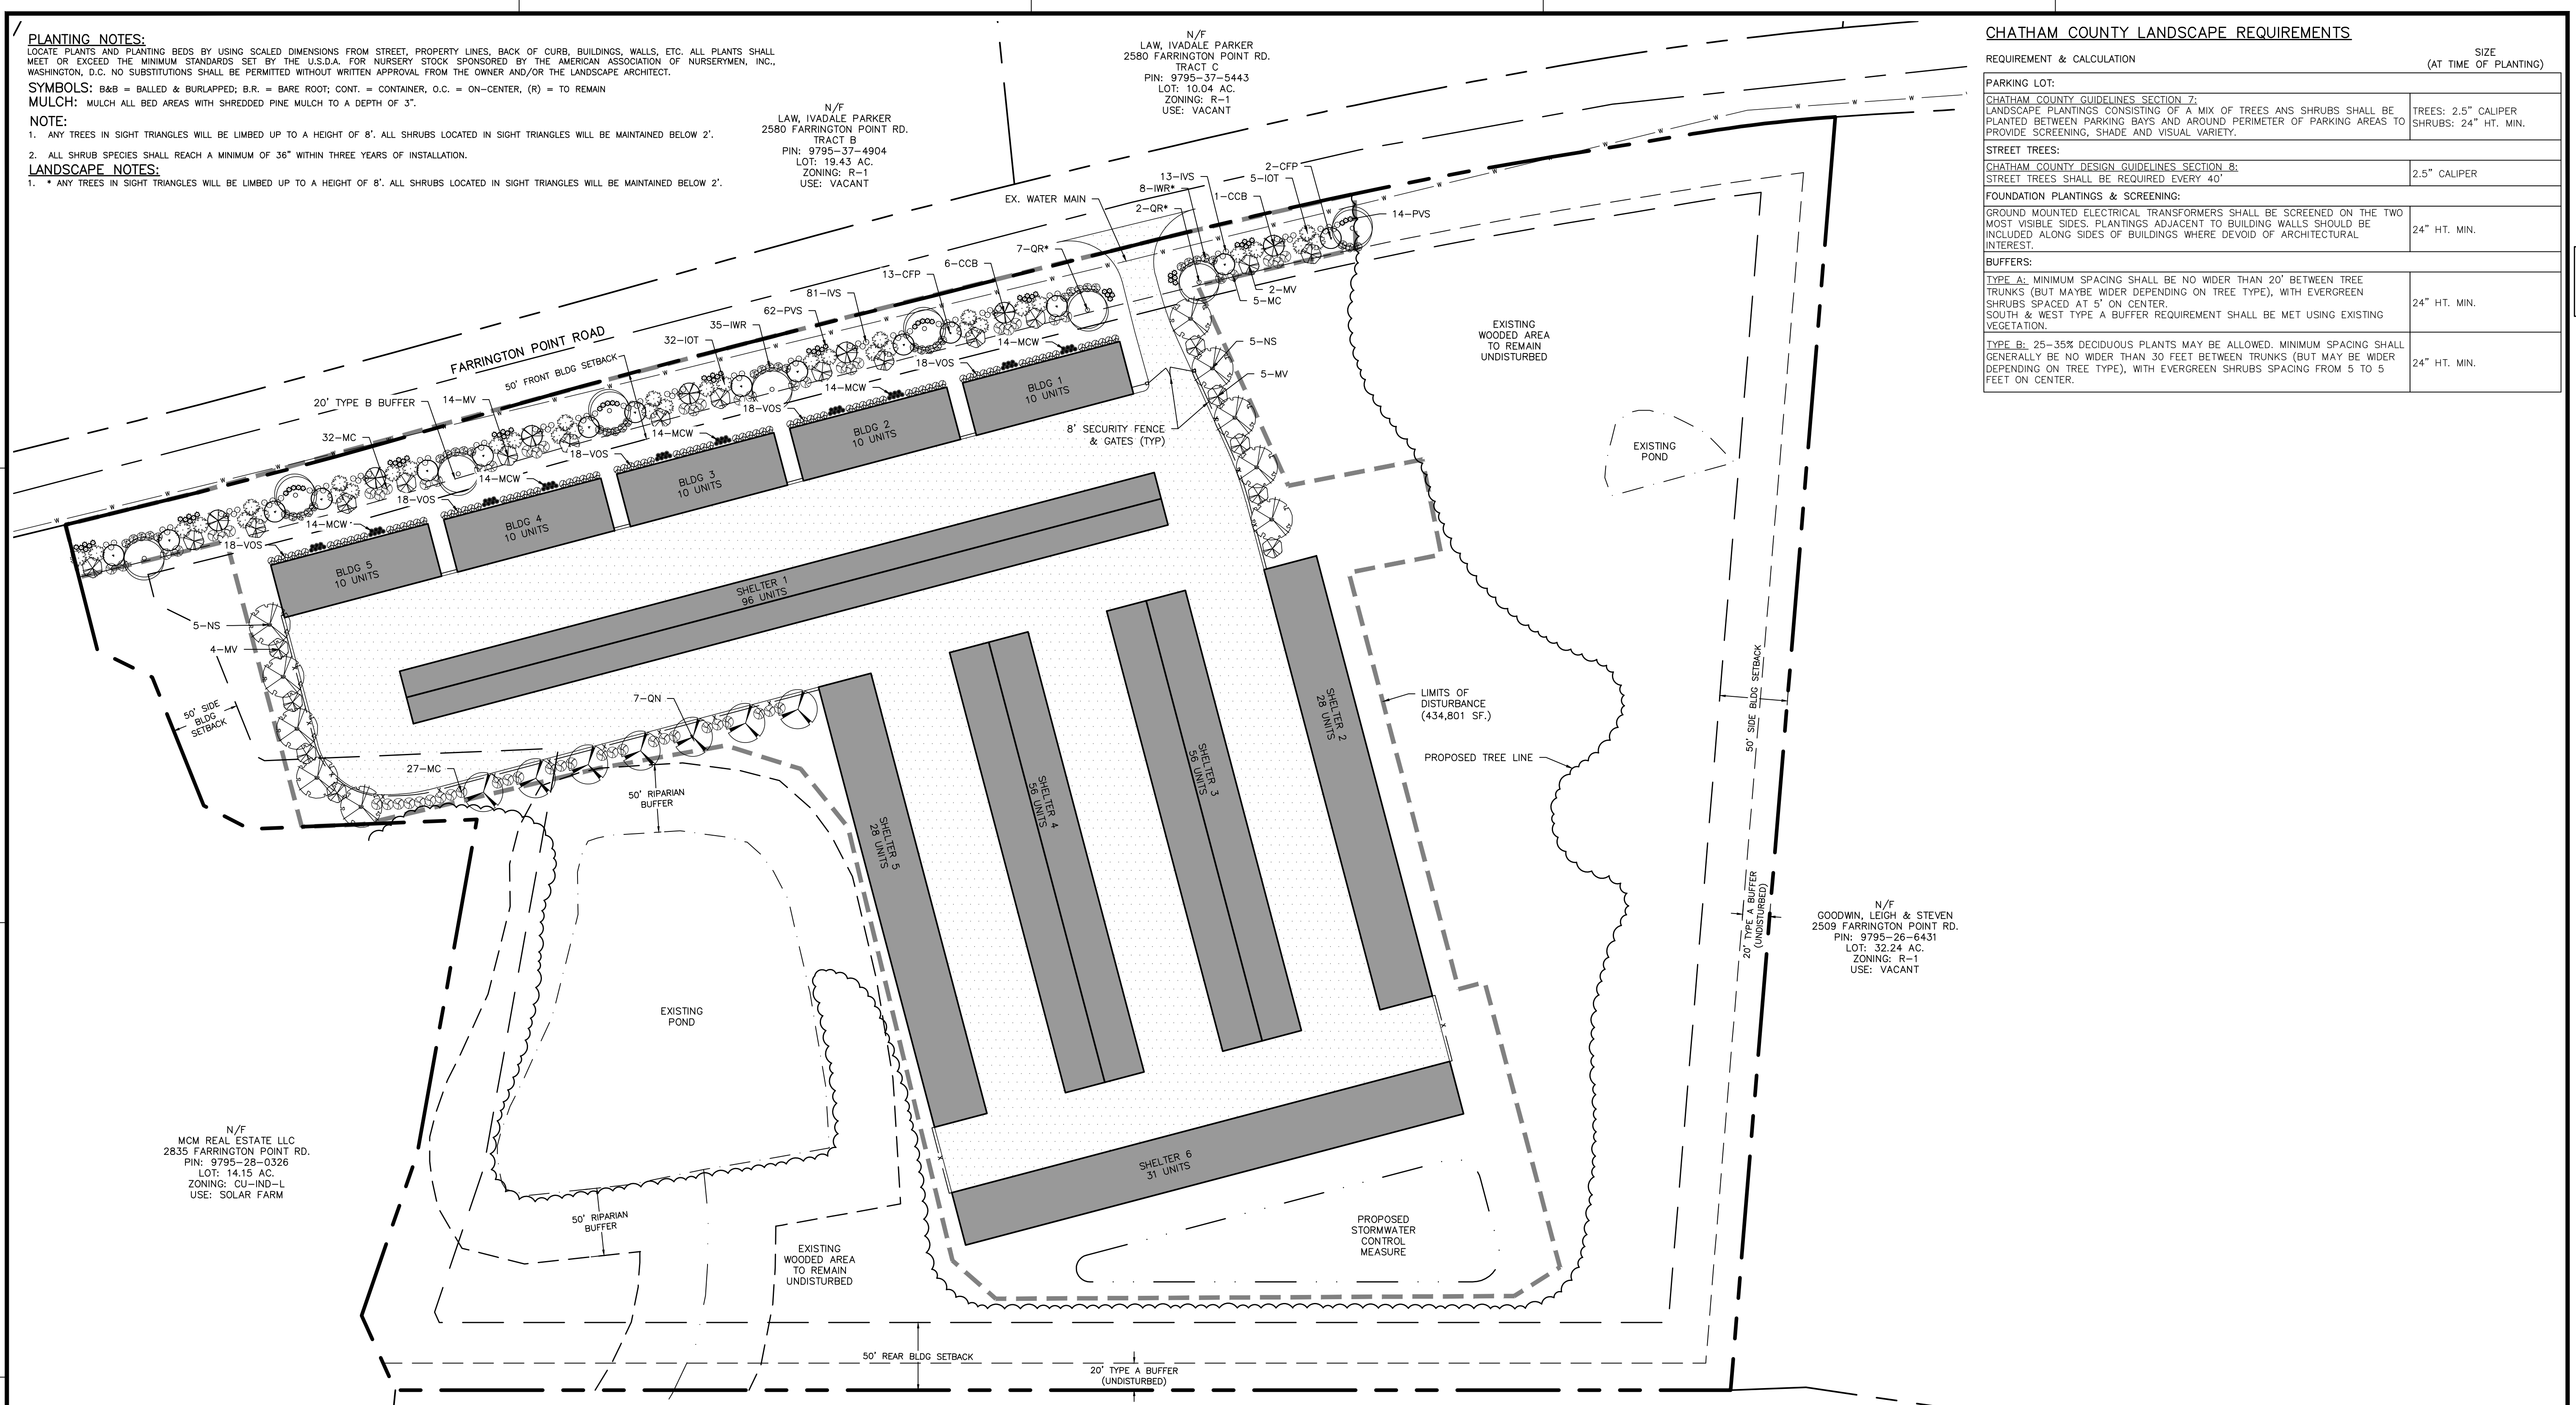 PLANTING NOTES:
LOCATE PLANTS AND PLANTING BEDS BY USING SCALED DIMENSIONS FROM STREET, PROPERTY LINES, BACK OF CURB, BUILDINGS, WALLS, ETC. ALL PLANTS SHALL
MEET OR EXCEED THE MINIMUM STANDARDS SET BY THE U.S.D.A. FOR NURSERY STOCK SPONSORED BY THE AMERICAN ASSOCIATION OF NURSERYMEN, INC.,
WASHINGTON, D.C. NO SUBSTITUTIONS SHALL BE PERMITTED WITHOUT WRITTEN APPROVAL FROM THE OWNER AND/OR THE LANDSCAPE ARCHITECT.
SYMBOLS: B&B = BALLED & BURLAPPED; B.R. = BARE ROOT; CONT. = CONTAINER, O.C. = ON-CENTER, (R) = TO REMAIN
MULCH: MULCH ALL BED AREAS WITH SHREDDED PINE MULCH TO A DEPTH OF 3".
NOTE:
1. ANY TREES IN SIGHT TRIANGLES WILL BE LIMBED UP TO A HEIGHT OF 8'. ALL SHRUBS LOCATED IN SIGHT TRIANGLES WILL BE MAINTAINED BELOW 2'.
2. ALL SHRUB SPECIES SHALL REACH A MINIMUM OF 36" WITHIN THREE YEARS OF INSTALLATION.
LANDSCAPE NOTES:
1. * ANY TREES IN SIGHT TRIANGLES WILL BE LIMBED UP TO A HEIGHT OF 8'. ALL SHRUBS LOCATED IN SIGHT TRIANGLES WILL BE MAINTAINED BELOW 2'.
N/F
LAW, IVADALE PARKER
2580 FARRINGTON POINT RD.
TRACT B
PIN: 9795-37-4904
LOT: 19.43 AC.
ZONING: R-1
USE: VACANT
N/F
LAW, IVADALE PARKER
2580 FARRINGTON POINT RD.
TRACT C
PIN: 9795-37-5443
LOT: 10.04 AC.
ZONING: R-1
USE: VACANT
CHATHAM COUNTY LANDSCAPE REQUIREMENTS
REQUIREMENT & CALCULATION
SIZE
(AT TIME OF PLANTING)
PARKING LOT:
CHATHAM COUNTY GUIDELINES SECTION 7:
LANDSCAPE PLANTINGS CONSISTING OF A MIX OF TREES ANS SHRUBS SHALL BE
PLANTED BETWEEN PARKING BAYS AND AROUND PERIMETER OF PARKING AREAS TO
PROVIDE SCREENING, SHADE AND VISUAL VARIETY.
TREES: 2.5" CALIPER
SHRUBS: 24" HT. MIN.
STREET TREES:
CHATHAM COUNTY DESIGN GUIDELINES SECTION 8:
STREET TREES SHALL BE REQUIRED EVERY 40'
2.5" CALIPER
FOUNDATION PLANTINGS & SCREENING:
GROUND MOUNTED ELECTRICAL TRANSFORMERS SHALL BE SCREENED ON THE TWO
MOST VISIBLE SIDES. PLANTINGS ADJACENT TO BUILDING WALLS SHOULD BE
INCLUDED ALONG SIDES OF BUILDINGS WHERE DEVOID OF ARCHITECTURAL
INTEREST.
24" HT. MIN.
BUFFERS:
TYPE A: MINIMUM SPACING SHALL BE NO WIDER THAN 20' BETWEEN TREE
TRUNKS (BUT MAYBE WIDER DEPENDING ON TREE TYPE), WITH EVERGREEN
SHRUBS SPACED AT 5' ON CENTER.
SOUTH & WEST TYPE A BUFFER REQUIREMENT SHALL BE MET USING EXISTING
VEGETATION.
24" HT. MIN.
TYPE B: 25-35% DECIDUOUS PLANTS MAY BE ALLOWED. MINIMUM SPACING SHALL
GENERALLY BE NO WIDER THAN 30 FEET BETWEEN TRUNKS (BUT MAY BE WIDER
DEPENDING ON TREE TYPE), WITH EVERGREEN SHRUBS SPACING FROM 5 TO 5
FEET ON CENTER.
24" HT. MIN.
EX. WATER MAIN
2-CFP
5-IOT
13-IVS
8-IWR*
1-CCB
2-QR*
14-PVS
7-QR*
6-CCB
13-CFP
81-IVS
62-PVS
35-IWR
32-IOT
2-MV
5-MC
FARRINGTON POINT ROAD
50' FRONT BLDG SETBACK
20' TYPE B BUFFER
14-MV
32-MC
14-MCW
18-VOS
14-MCW
18-VOS
14-MCW
18-VOS
14-MCW
18-VOS
14-MCW
18-VOS
5-NS
5-MV
8' SECURITY FENCE
& GATES (TYP)
BLDG 1
10 UNITS
BLDG 2
10 UNITS
BLDG 3
10 UNITS
BLDG 4
10 UNITS
BLDG 5
10 UNITS
EXISTING
WOODED AREA
TO REMAIN
UNDISTURBED
EXISTING
POND
SHELTER 1
96 UNITS
5-NS
4-MV
50' SIDE
BLDG
SETBACK
7-QN
27-MC
50' RIPARIAN
BUFFER
SHELTER 2
28 UNITS
SHELTER 3
56 UNITS
SHELTER 4
56 UNITS
SHELTER 5
28 UNITS
LIMITS OF
DISTURBANCE
(434,801 SF.)
PROPOSED TREE LINE
50' SIDE BLDG SETBACK
20' TYPE A BUFFER
(UNDISTURBED)
N/F
GOODWIN, LEIGH & STEVEN
2509 FARRINGTON POINT RD.
PIN: 9795-26-6431
LOT: 32.24 AC.
ZONING: R-1
USE: VACANT
EXISTING
POND
N/F
MCM REAL ESTATE LLC
2835 FARRINGTON POINT RD.
PIN: 9795-28-0326
LOT: 14.15 AC.
ZONING: CU-IND-L
USE: SOLAR FARM
SHELTER 6
31 UNITS
50' RIPARIAN
BUFFER
EXISTING
WOODED AREA
TO REMAIN
UNDISTURBED
PROPOSED
STORMWATER
CONTROL
MEASURE
50' REAR BLDG SETBACK
20' TYPE A BUFFER
(UNDISTURBED)